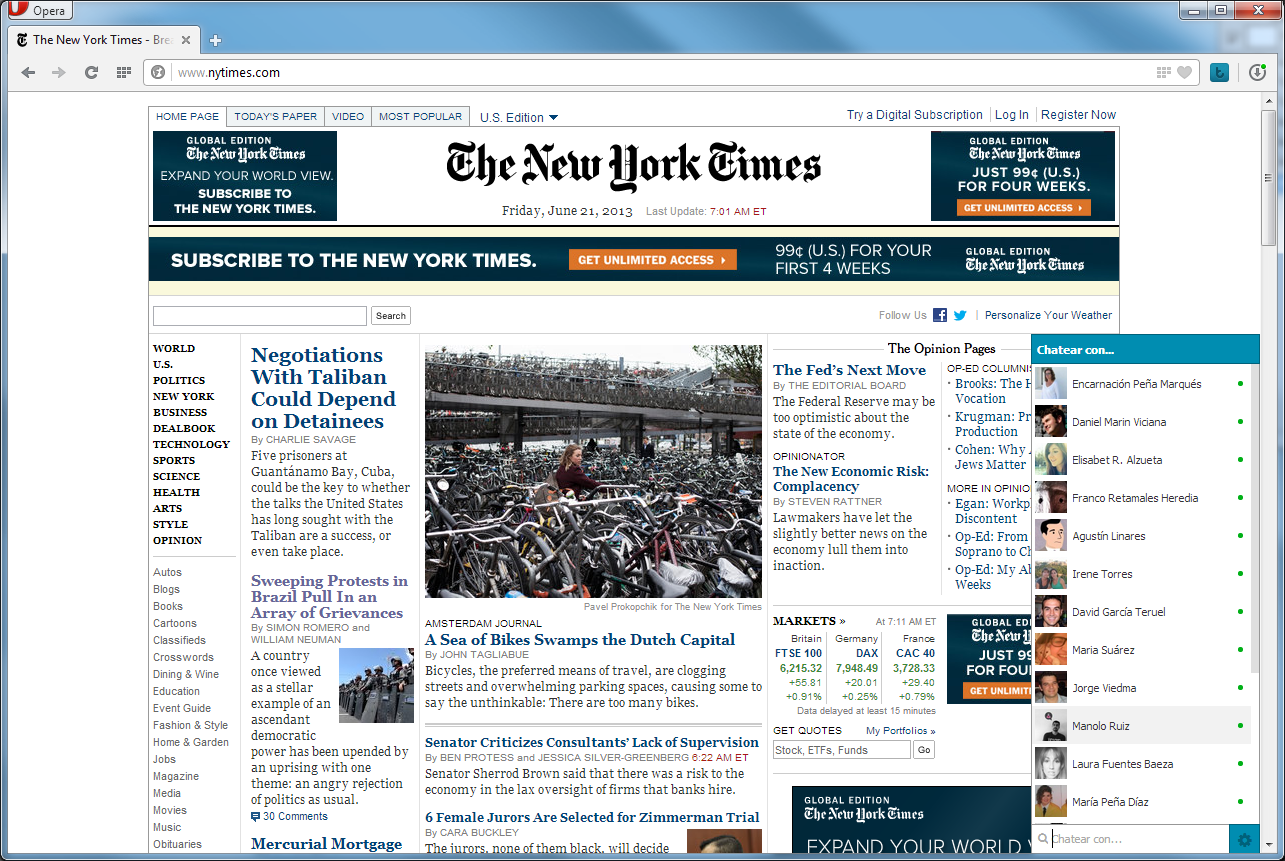 Opera
The New York Times - Bre
www.nytimes.com
HOME PAGE
TODAY'S PAPER
VIDEO
MOST POPULAR
U.S. Edition
Try a Digital Subscription
Log In
Register Now
GLOBAL EDITION
The New York Times
EXPAND YOUR WORLD VIEW.
SUBSCRIBE TO
THE NEW YORK TIMES.
The New York Times
Friday, June 21, 2013
Last Update: 7:01 AM ET
GLOBAL EDITION
The New York Times
JUST 99¢ (U.S.)
FOR FOUR WEEKS.
GET UNLIMITED ACCESS
SUBSCRIBE TO THE NEW YORK TIMES.
GET UNLIMITED ACCESS
99¢ (U.S.) FOR YOUR
FIRST 4 WEEKS
GLOBAL EDITION
The New York Times
Search
Follow Us
Personalize Your Weather
WORLD
U.S.
POLITICS
NEW YORK
BUSINESS
DEALBOOK
TECHNOLOGY
SPORTS
SCIENCE
HEALTH
ARTS
STYLE
OPINION
Autos
Blogs
Books
Cartoons
Classifieds
Crosswords
Dining & Wine
Education
Event Guide
Fashion & Style
Home & Garden
Jobs
Magazine
Media
Movies
Music
Obituaries
Negotiations
With Taliban
Could Depend
on Detainees
By CHARLIE SAVAGE
Five prisoners at
Guantánamo Bay, Cuba,
could be the key to whether
the talks the United States
has long sought with the
Taliban are a success, or
even take place.
Sweeping Protests in
Brazil Pull In an
Array of Grievances
By SIMON ROMERO and
WILLIAM NEUMAN
A country
once viewed
as a stellar
example of an
ascendant
democratic
power has been upended by
an uprising with one
theme: an angry rejection
of politics as usual.
30 Comments
Mercurial Mortgage
Pavel Prokopchik for The New York Times
AMSTERDAM JOURNAL
A Sea of Bikes Swamps the Dutch Capital
By JOHN TAGLIABUE
Bicycles, the preferred means of travel, are clogging
streets and overwhelming parking spaces, causing some to
say the unthinkable: There are too many bikes.
Senator Criticizes Consultants' Lack of Supervision
By BEN PROTESS and JESSICA SILVER-GREENBERG 6:22 AM ET
Senator Sherrod Brown said that there was a risk to the
economy in the lax oversight of firms that banks hire.
6 Female Jurors Are Selected for Zimmerman Trial
By CARA BUCKLEY
The jurors, none of them black, will decide
The Opinion Pages
The Fed's Next Move
By THE EDITORIAL BOARD
The Federal Reserve may be
too optimistic about the
state of the economy.
OPINIONATOR
The New Economic Risk:
Complacency
By STEVEN RATTNER
Lawmakers have let the
slightly better news on the
economy lull them into
inaction.
OP-ED COLUMNIS
· Brooks: The H
Vocation
· Krugman: Pr
Production
· Cohen: Why A
Jews Matter
MORE IN OPINIO
· Egan: Workp
Discontent
· Op-Ed: From
Soprano to Ch
· Op-Ed: My Ab
Weeks
MARKETS »
At 7:11 AM ET
Britain Germany France
FTSE 100 DAX CAC 40
6,215.32 7,948.49 3,728.33
+55.81 +20.01 +29.40
+0.91% +0.25% +0.79%
Data delayed at least 15 minutes
GET QUOTES
My Portfolios »
Stock, ETFs, Funds
Go
GLOBAL EDI
The New Yor
JUST 99
FOR FOU
GET UNLIMIT
GLOBAL EDITION
The New York Times
EXPAND YOUR WORLD
Chatear con...
Encarnación Peña Marqués
Daniel Marin Viciana
Elisabet R. Alzueta
Franco Retamales Heredia
Agustín Linares
Irene Torres
David García Teruel
Maria Suárez
Jorge Viedma
Manolo Ruiz
Laura Fuentes Baeza
María Peña Díaz
Chatear con...